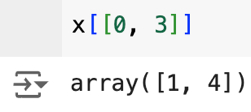 x[[0, 3]]
array([1, 4])